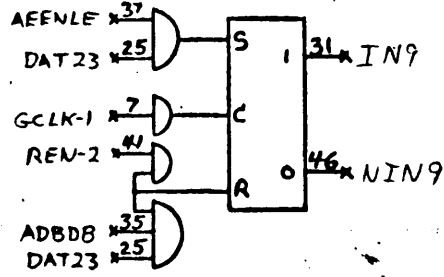 AEENLE 37
DAT23 25
S
1 31 IN9
GCLK-1 7
C
REN-2 41
R
0 46 NIN9
ADBDB 35
DAT23 25